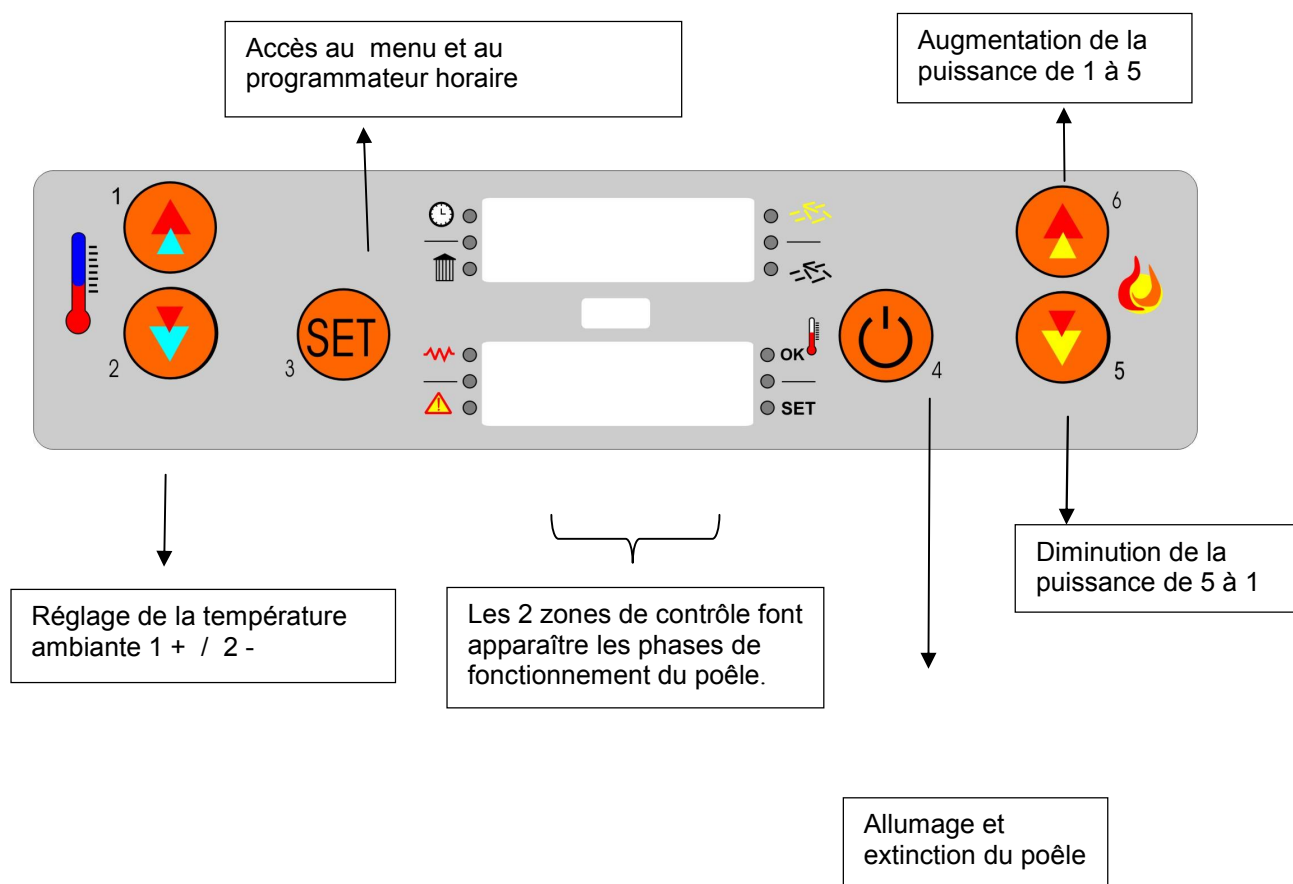 Accès au menu et au
programmateur horaire
Augmentation de la
puissance de 1 à 5
1
6
SET
3
2
OK
SET
4
5
Réglage de la température
ambiante 1 + / 2 -
Les 2 zones de contrôle font
apparaître les phases de
fonctionnement du poêle.
Diminution de la
puissance de 5 à 1
Allumage et
extinction du poêle